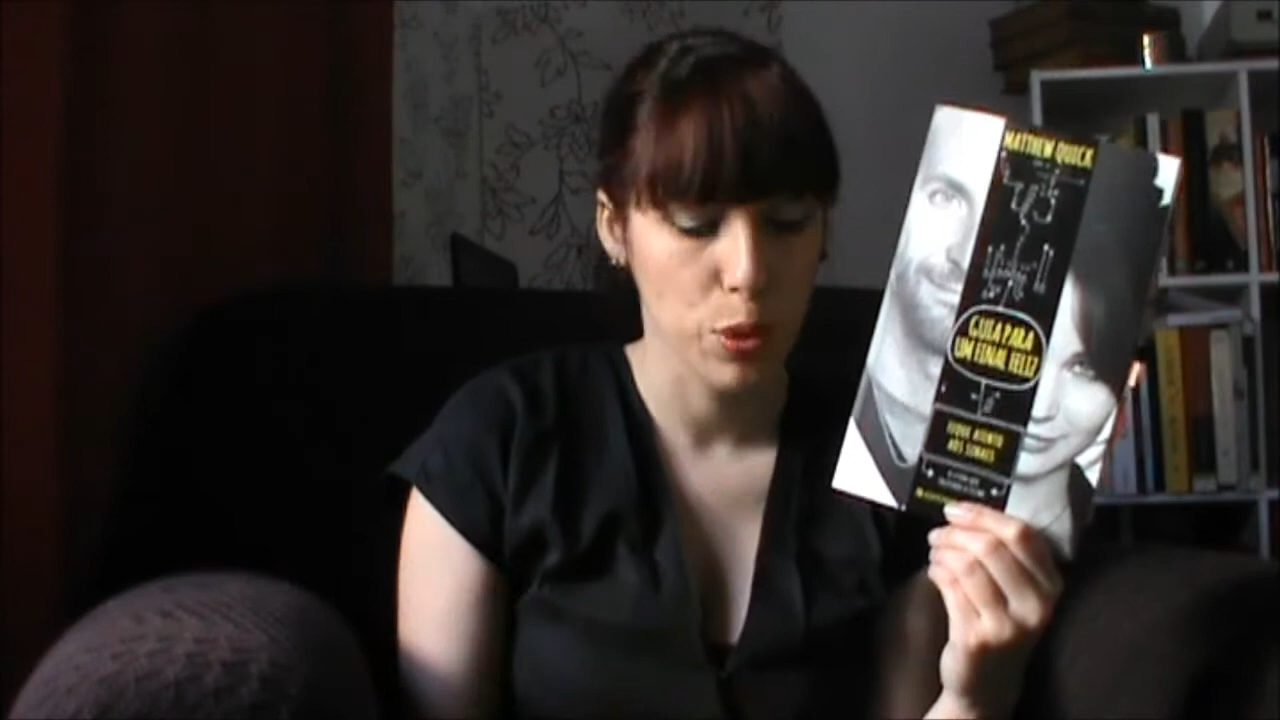 MATTHEW QUICK
GUIA PARA
UM FINAL FELIZ
FIQUE ATENTO
AOS SINAIS